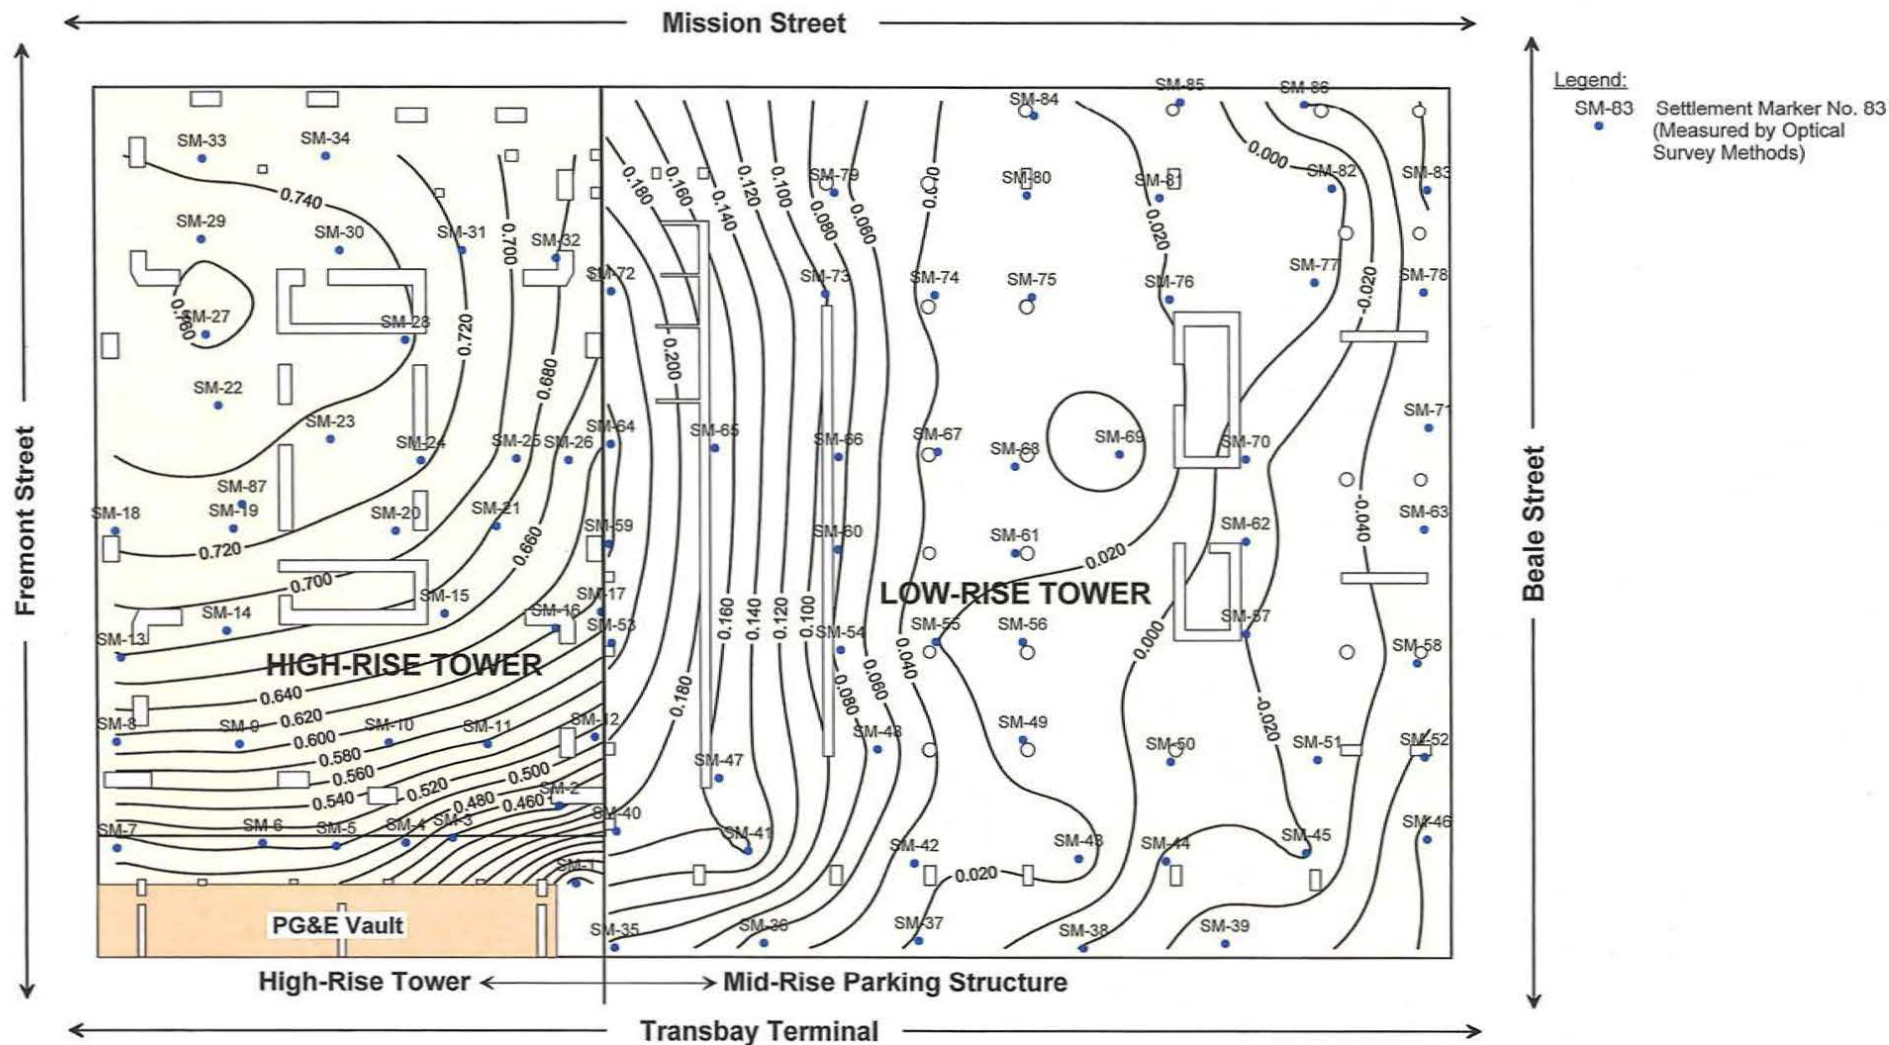 Mission Street
Fremont Street
Beale Street
Legend:
SM-83 Settlement Marker No. 83
(Measured by Optical
Survey Methods)
SM-84
SM-85
SM-86
SM-33
SM-34
0.000
SM-79
SM-80
SM-81
SM-82
SM-83
0.740
0.180
0.160
0.140
0.120
0.100
0.080
0.060
0.020
SM-29
SM-30
SM-31
SM-32
0.700
SM-72
SM-73
SM-74
SM-75
SM-76
SM-77
SM-78
-0.020
0.760
SM-27
SM-28
0.720
0.680
0.200
SM-22
SM-23
SM-24
SM-25
SM-26
SM-64
SM-65
SM-66
SM-67
SM-68
SM-69
SM-70
SM-71
SM-87
SM-18
SM-19
SM-20
SM-21
SM-59
SM-60
SM-61
SM-62
SM-63
-0.040
0.720
0.660
0.020
0.700
LOW-RISE TOWER
SM-13
SM-14
SM-15
SM-16
SM-17
SM-53
0.160
0.140
0.120
0.100
SM-54
SM-55
SM-56
0.000
SM-57
SM-58
HIGH-RISE TOWER
0.640
0.620
0.600
0.580
0.560
0.540
0.520
0.500
0.480
0.460
0.180
0.080
0.060
0.040
-0.020
SM-8
SM-9
SM-10
SM-11
SM-12
SM-47
SM-48
SM-49
SM-50
SM-51
SM-52
SM-2
SM-7
SM-6
SM-5
SM-4
SM-3
SM-40
SM-41
SM-42
SM-43
SM-44
SM-45
SM-46
SM-1
0.020
PG&E Vault
SM-35
SM-36
SM-37
SM-38
SM-39
High-Rise Tower
Mid-Rise Parking Structure
Transbay Terminal